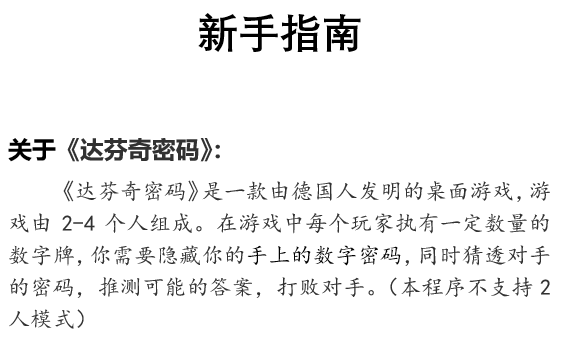 新手指南
关于《达芬奇密码》：
《达芬奇密码》是一款由德国人发明的桌面游戏，游
戏由 2-4 个人组成。在游戏中每个玩家执有一定数量的
数字牌，你需要隐藏你的手上的数字密码，同时猜透对手
的密码，推测可能的答案，打败对手。（本程序不支持 2
人模式）